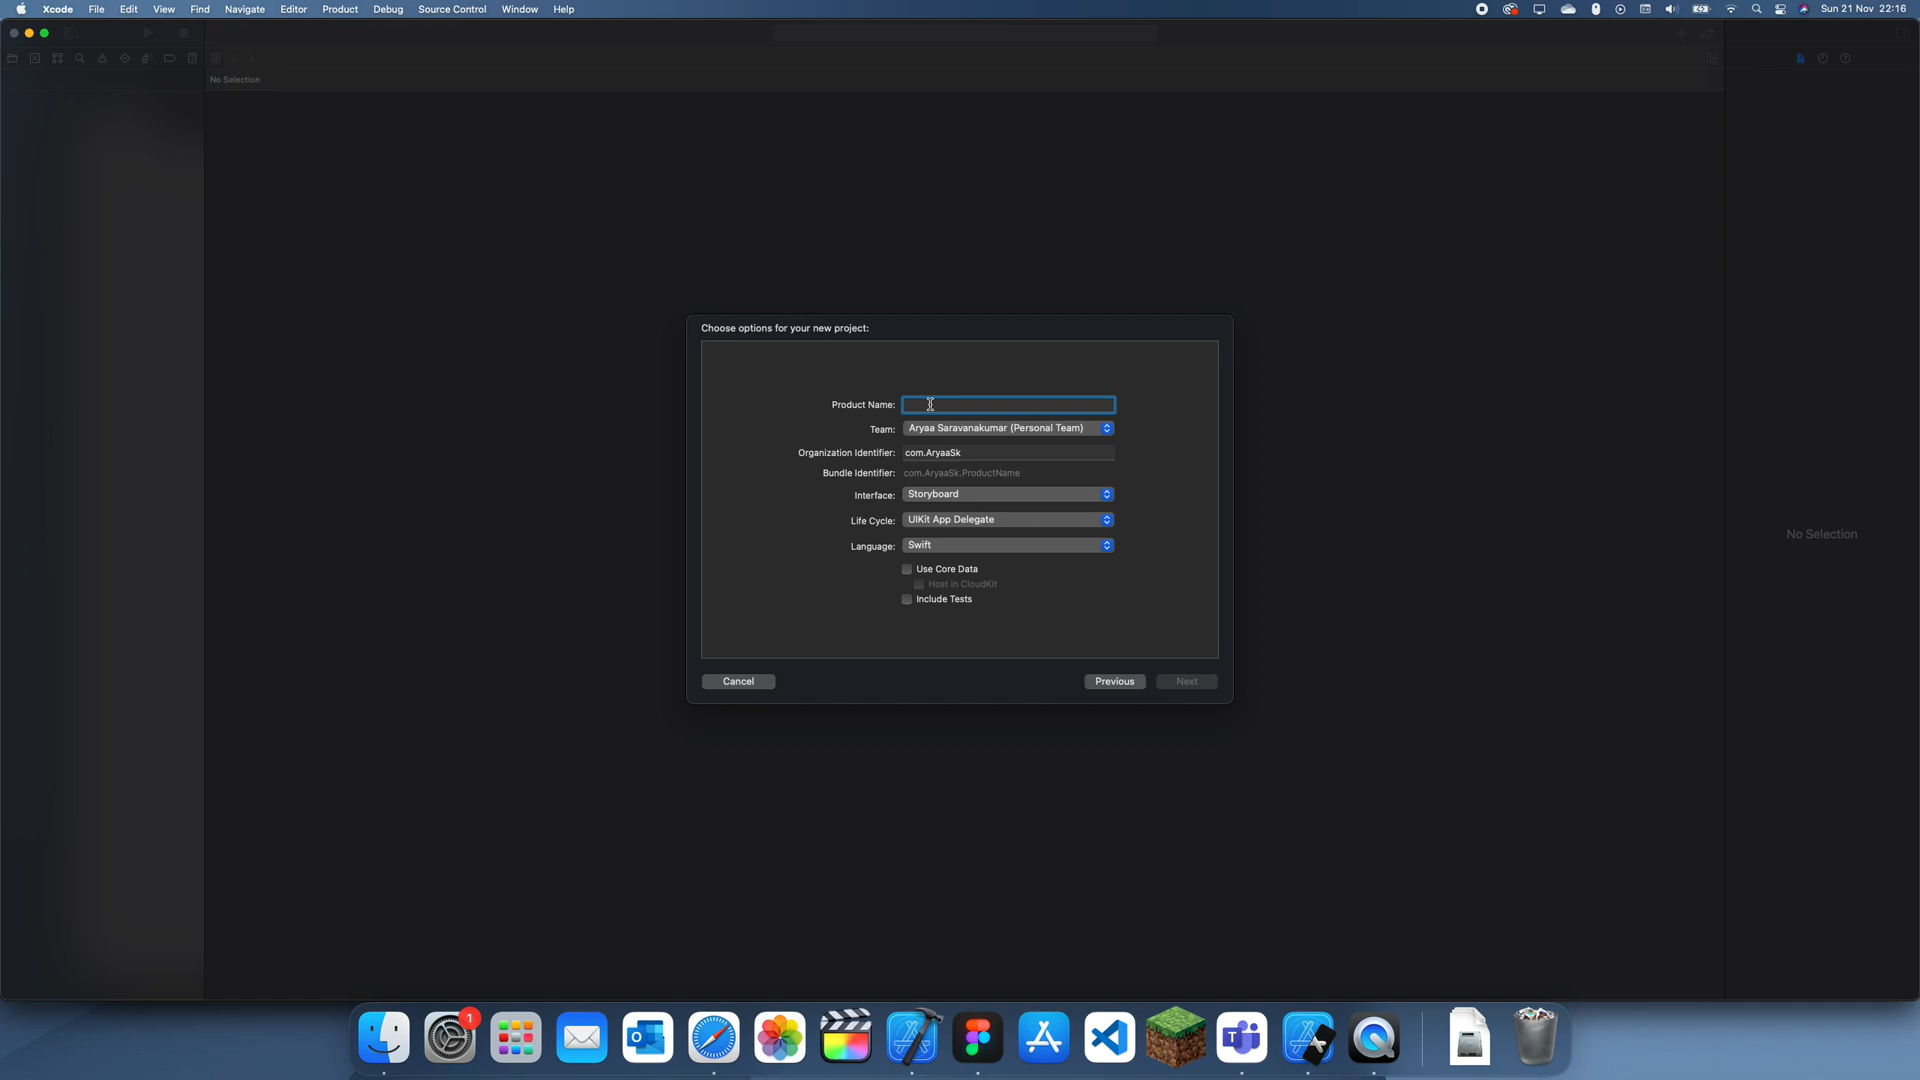 Xcode File Edit View Find Navigate Editor Product Debug Source Control Window Help Sun 21 Nov 22:16
No Selection
Choose options for your new project:
Product Name:
Team: Aryaa Saravanakumar (Personal Team)
Organization Identifier: com.AryaaSk
Bundle Identifier: com.AryaaSk.ProductName
Interface: Storyboard
Life Cycle: UIKit App Delegate
Language: Swift
Use Core Data
Host in CloudKit
Include Tests
Cancel Previous Next
No Selection
1